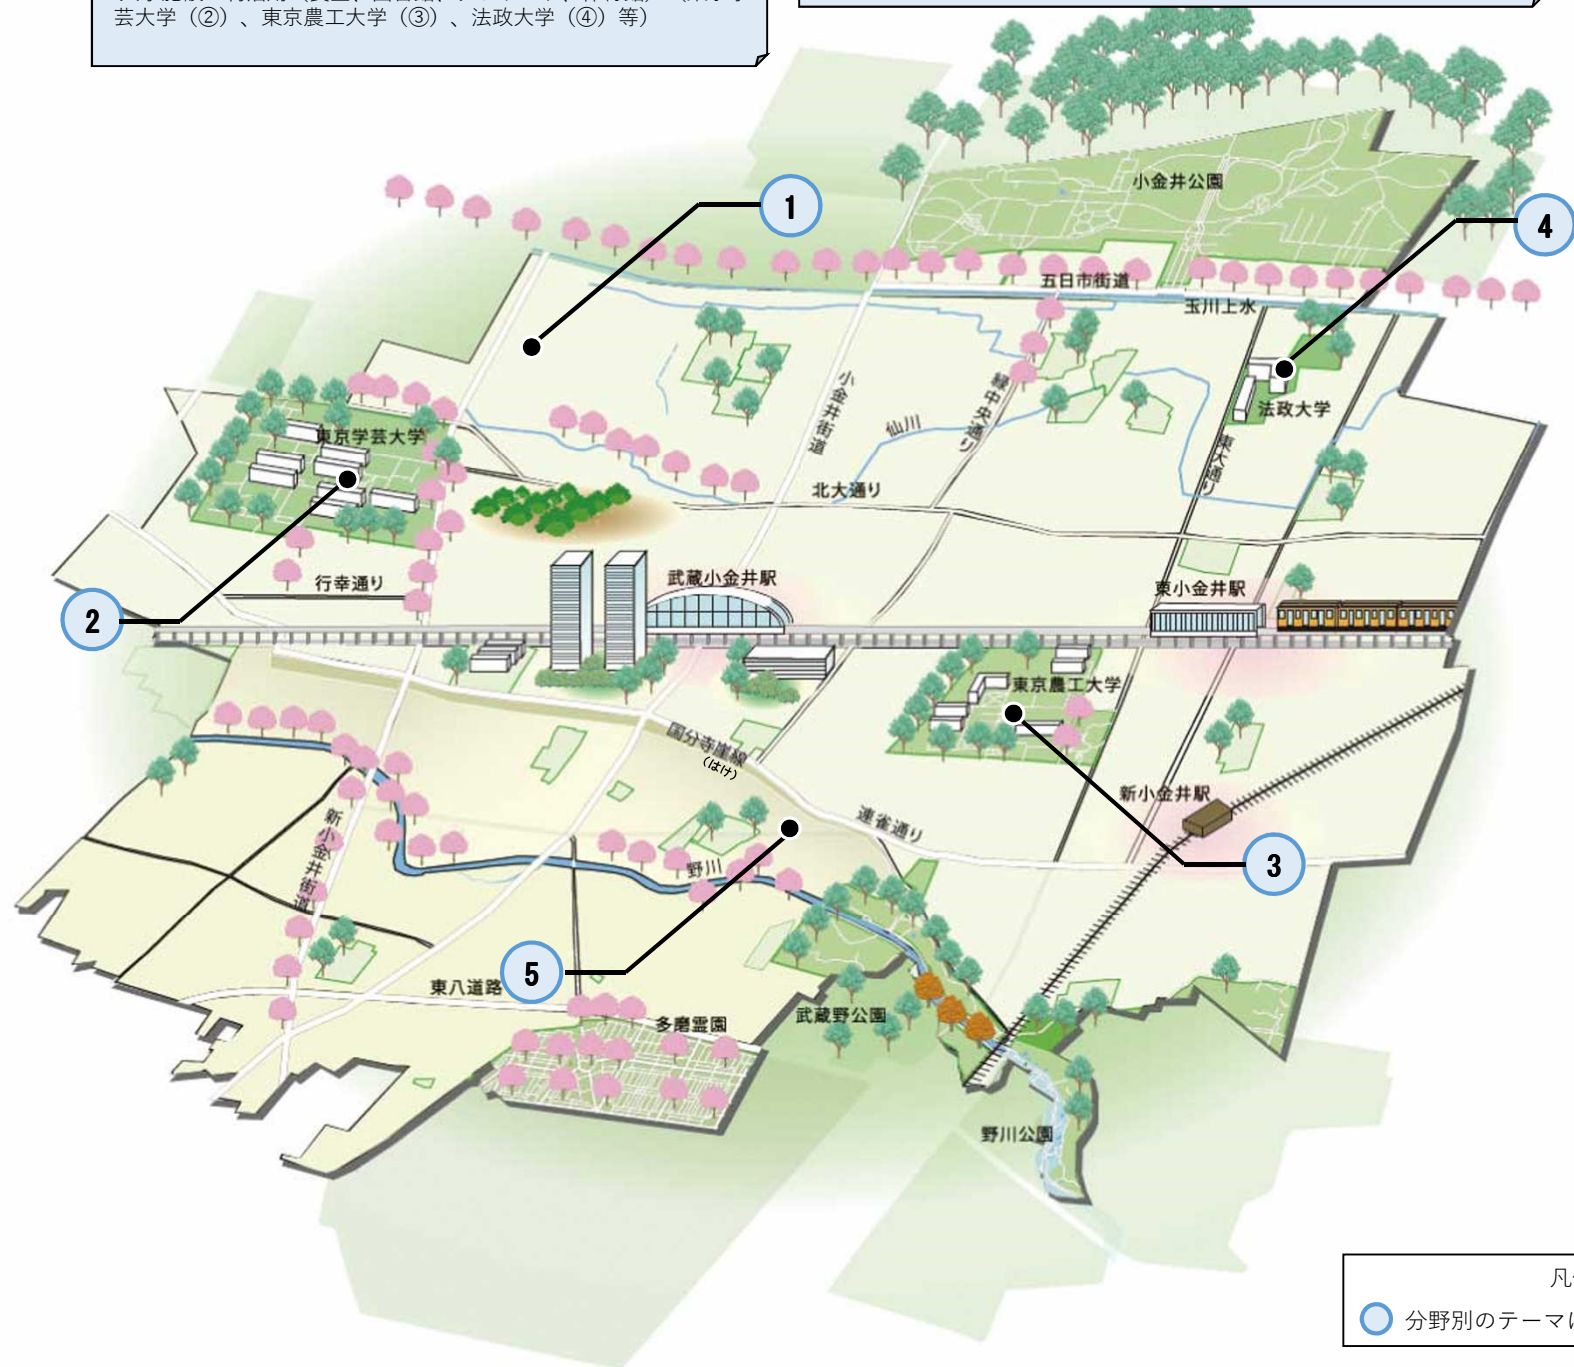 芸大学（②）、東京農工大学（③）、法政大学（④）等）
小金井公園
1
4
五日市街道
玉川上水
小金井街道
緑中央通り
仙川
法政大学
東大通り
東京学芸大学
北大通り
行幸通り
武蔵小金井駅
東小金井駅
2
東京農工大学
国分寺崖線
（はけ）
新小金井駅
連雀通り
新小金井街道
野川
3
5
東八道路
多磨霊園
武蔵野公園
野川公園
分野別のテーマ